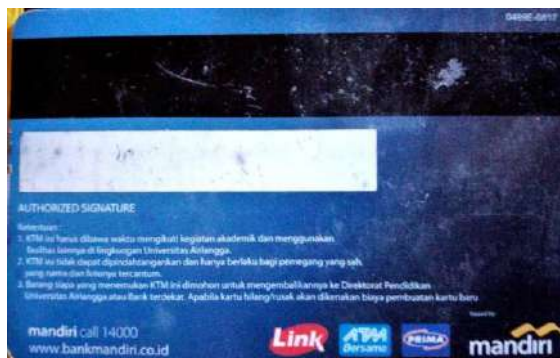 AUTHORIZED SIGNATURE
Ketentuan :
1. KTM ini harus dibawa waktu mengikuti kegiatan akademik dan menggunakan
fasilitas lainnya di lingkungan Universitas Airlangga.
2. KTM ini tidak dapat dipindahtangankan dan hanya berlaku bagi pemegang yang sah,
yang nama dan fotonya tercantum.
3. Barang siapa yang menemukan KTM ini dimohon untuk mengembalikannya ke Direktorat Pendidikan
Universitas Airlangga atau Bank terdekat. Apabila kartu hilang/rusak akan dikenakan biaya pembuatan kartu baru
mandiri call 14000
www.bankmandiri.co.id
Link
ATM
Bersama
PRIMA
mandiri